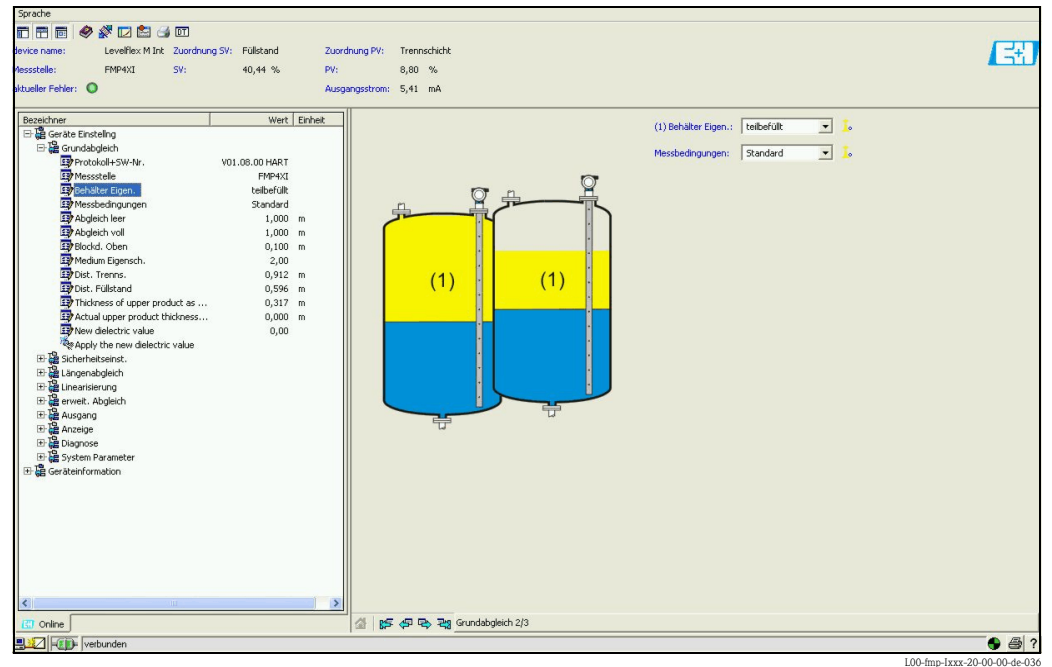 Sprache
DT
device name: Levelflex M Int Zuordnung SV: Füllstand Zuordnung PV: Trennschicht
Messstelle: FMP4XI SV: 40,44 % PV: 8,80 %
aktueller Fehler: Ausgangsstrom: 5,41 mA
E+H
Bezeichner Wert Einheit
Geräte Einstellng
Grundabgleich
Protokoll+SW-Nr. V01.08.00 HART
Messstelle FMP4XI
Behälter Eigen. teilbefüllt
Messbedingungen Standard
Abgleich leer 1,000 m
Abgleich voll 1,000 m
Blockd. Oben 0,100 m
Medium Eigensch. 2,00
Dist. Trenns. 0,912 m
Dist. Füllstand 0,596 m
Thickness of upper product as ... 0,317 m
Actual upper product thickness... 0,000 m
New dielectric value 0,00
Apply the new dielectric value
Sicherheitseinst.
Längenabgleich
Linearisierung
erweit. Abgleich
Ausgang
Anzeige
Diagnose
System Parameter
Geräteinformation
(1) Behälter Eigen.: teilbefüllt
Messbedingungen: Standard
(1) (1)
Online
Grundabgleich 2/3
verbunden
?
L00-fmp-Ixxx-20-00-00-de-036